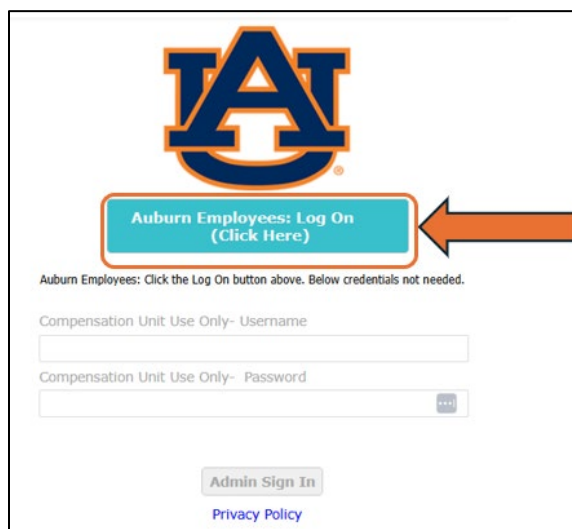 AU
®
Auburn Employees: Log On
(Click Here)
Auburn Employees: Click the Log On button above. Below credentials not needed.
Compensation Unit Use Only- Username
Compensation Unit Use Only-  Password
Admin Sign In
Privacy Policy